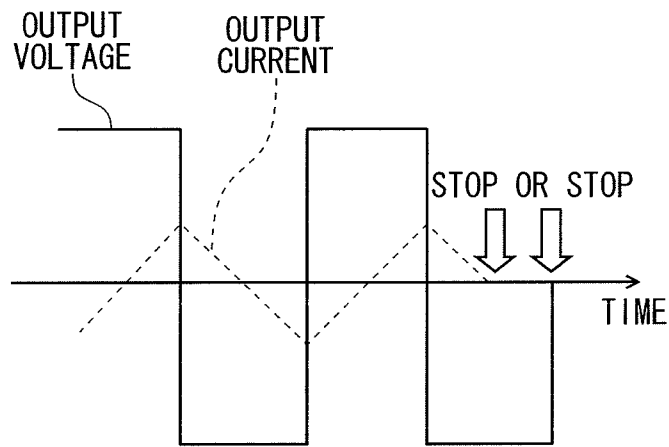 OUTPUT
VOLTAGE
OUTPUT
CURRENT
STOP OR STOP
TIME